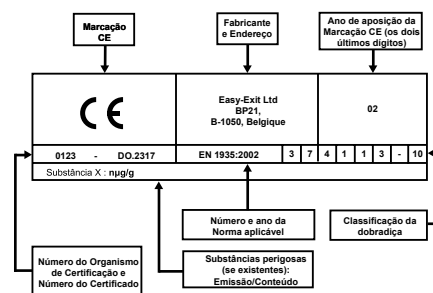 Marcação
CE
Fabricante
e Endereço
Ano de aposição da
Marcação CE (os dois
últimos dígitos)
CE
Easy-Exit Ltd
BP21,
B-1050, Belgique
02
0123 - DO.2317 EN 1935:2002 3 7 4 1 1 3 - 10
Substância X : nµg/g
Número e ano da
Norma aplicável
Classificação da
dobradiça
Número do Organismo
de Certificação e
Número do Certificado
Substâncias perigosas
(se existentes):
Emissão/Conteúdo